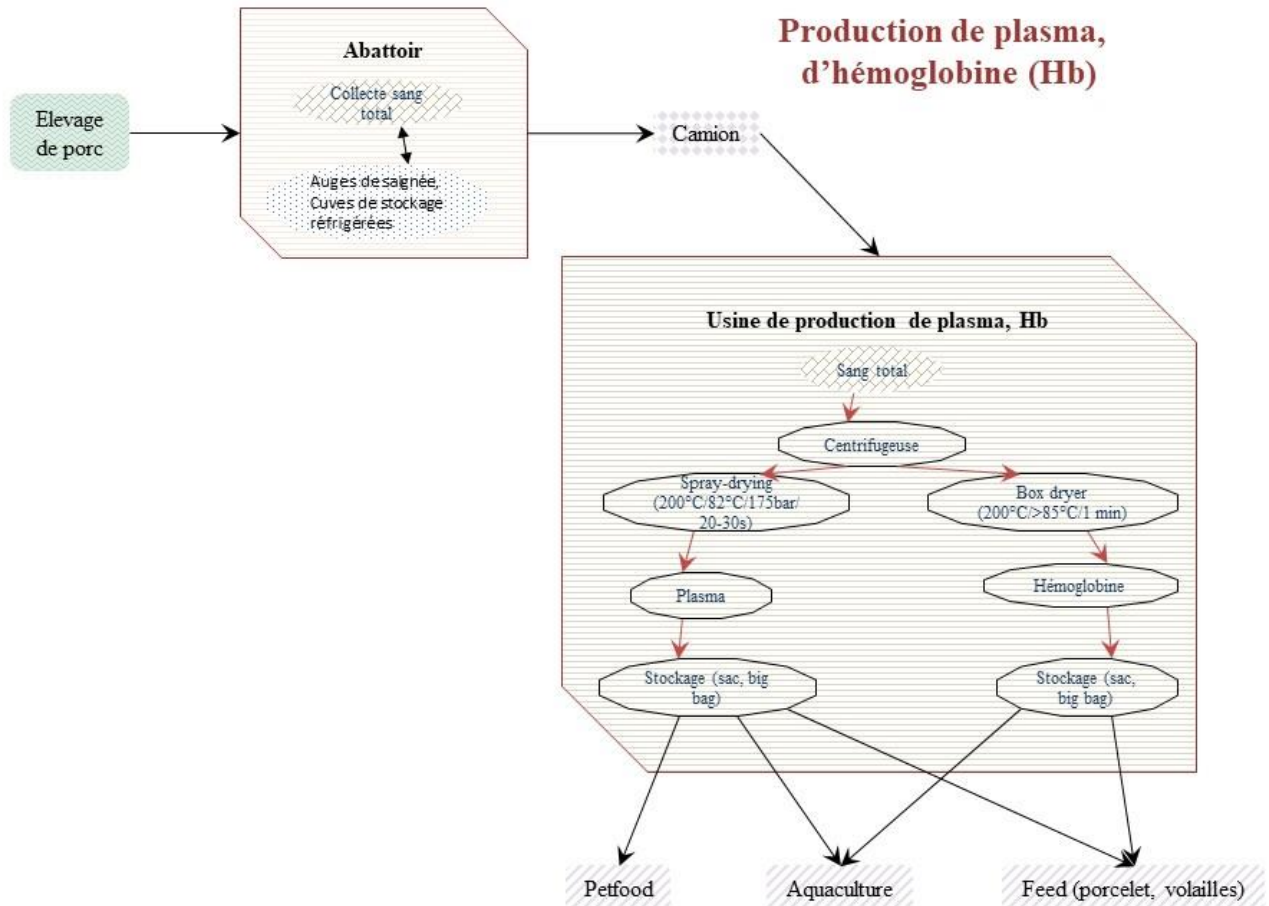 Production de plasma,
d’hémoglobine (Hb)
Abattoir
Collecte sang
total
Elevage
de porc
Camion
Auges de saignée,
Cuves de stockage
réfrigérées
Usine de production de plasma, Hb
Sang total
Centrifugeuse
Spray-drying
(200°C/82°C/175bar/
20-30s)
Box dryer
(200°C/>85°C/1 min)
Plasma
Hémoglobine
Stockage (sac, big
bag)
Stockage (sac,
big bag)
Petfood
Aquaculture
Feed (porcelet, volailles)